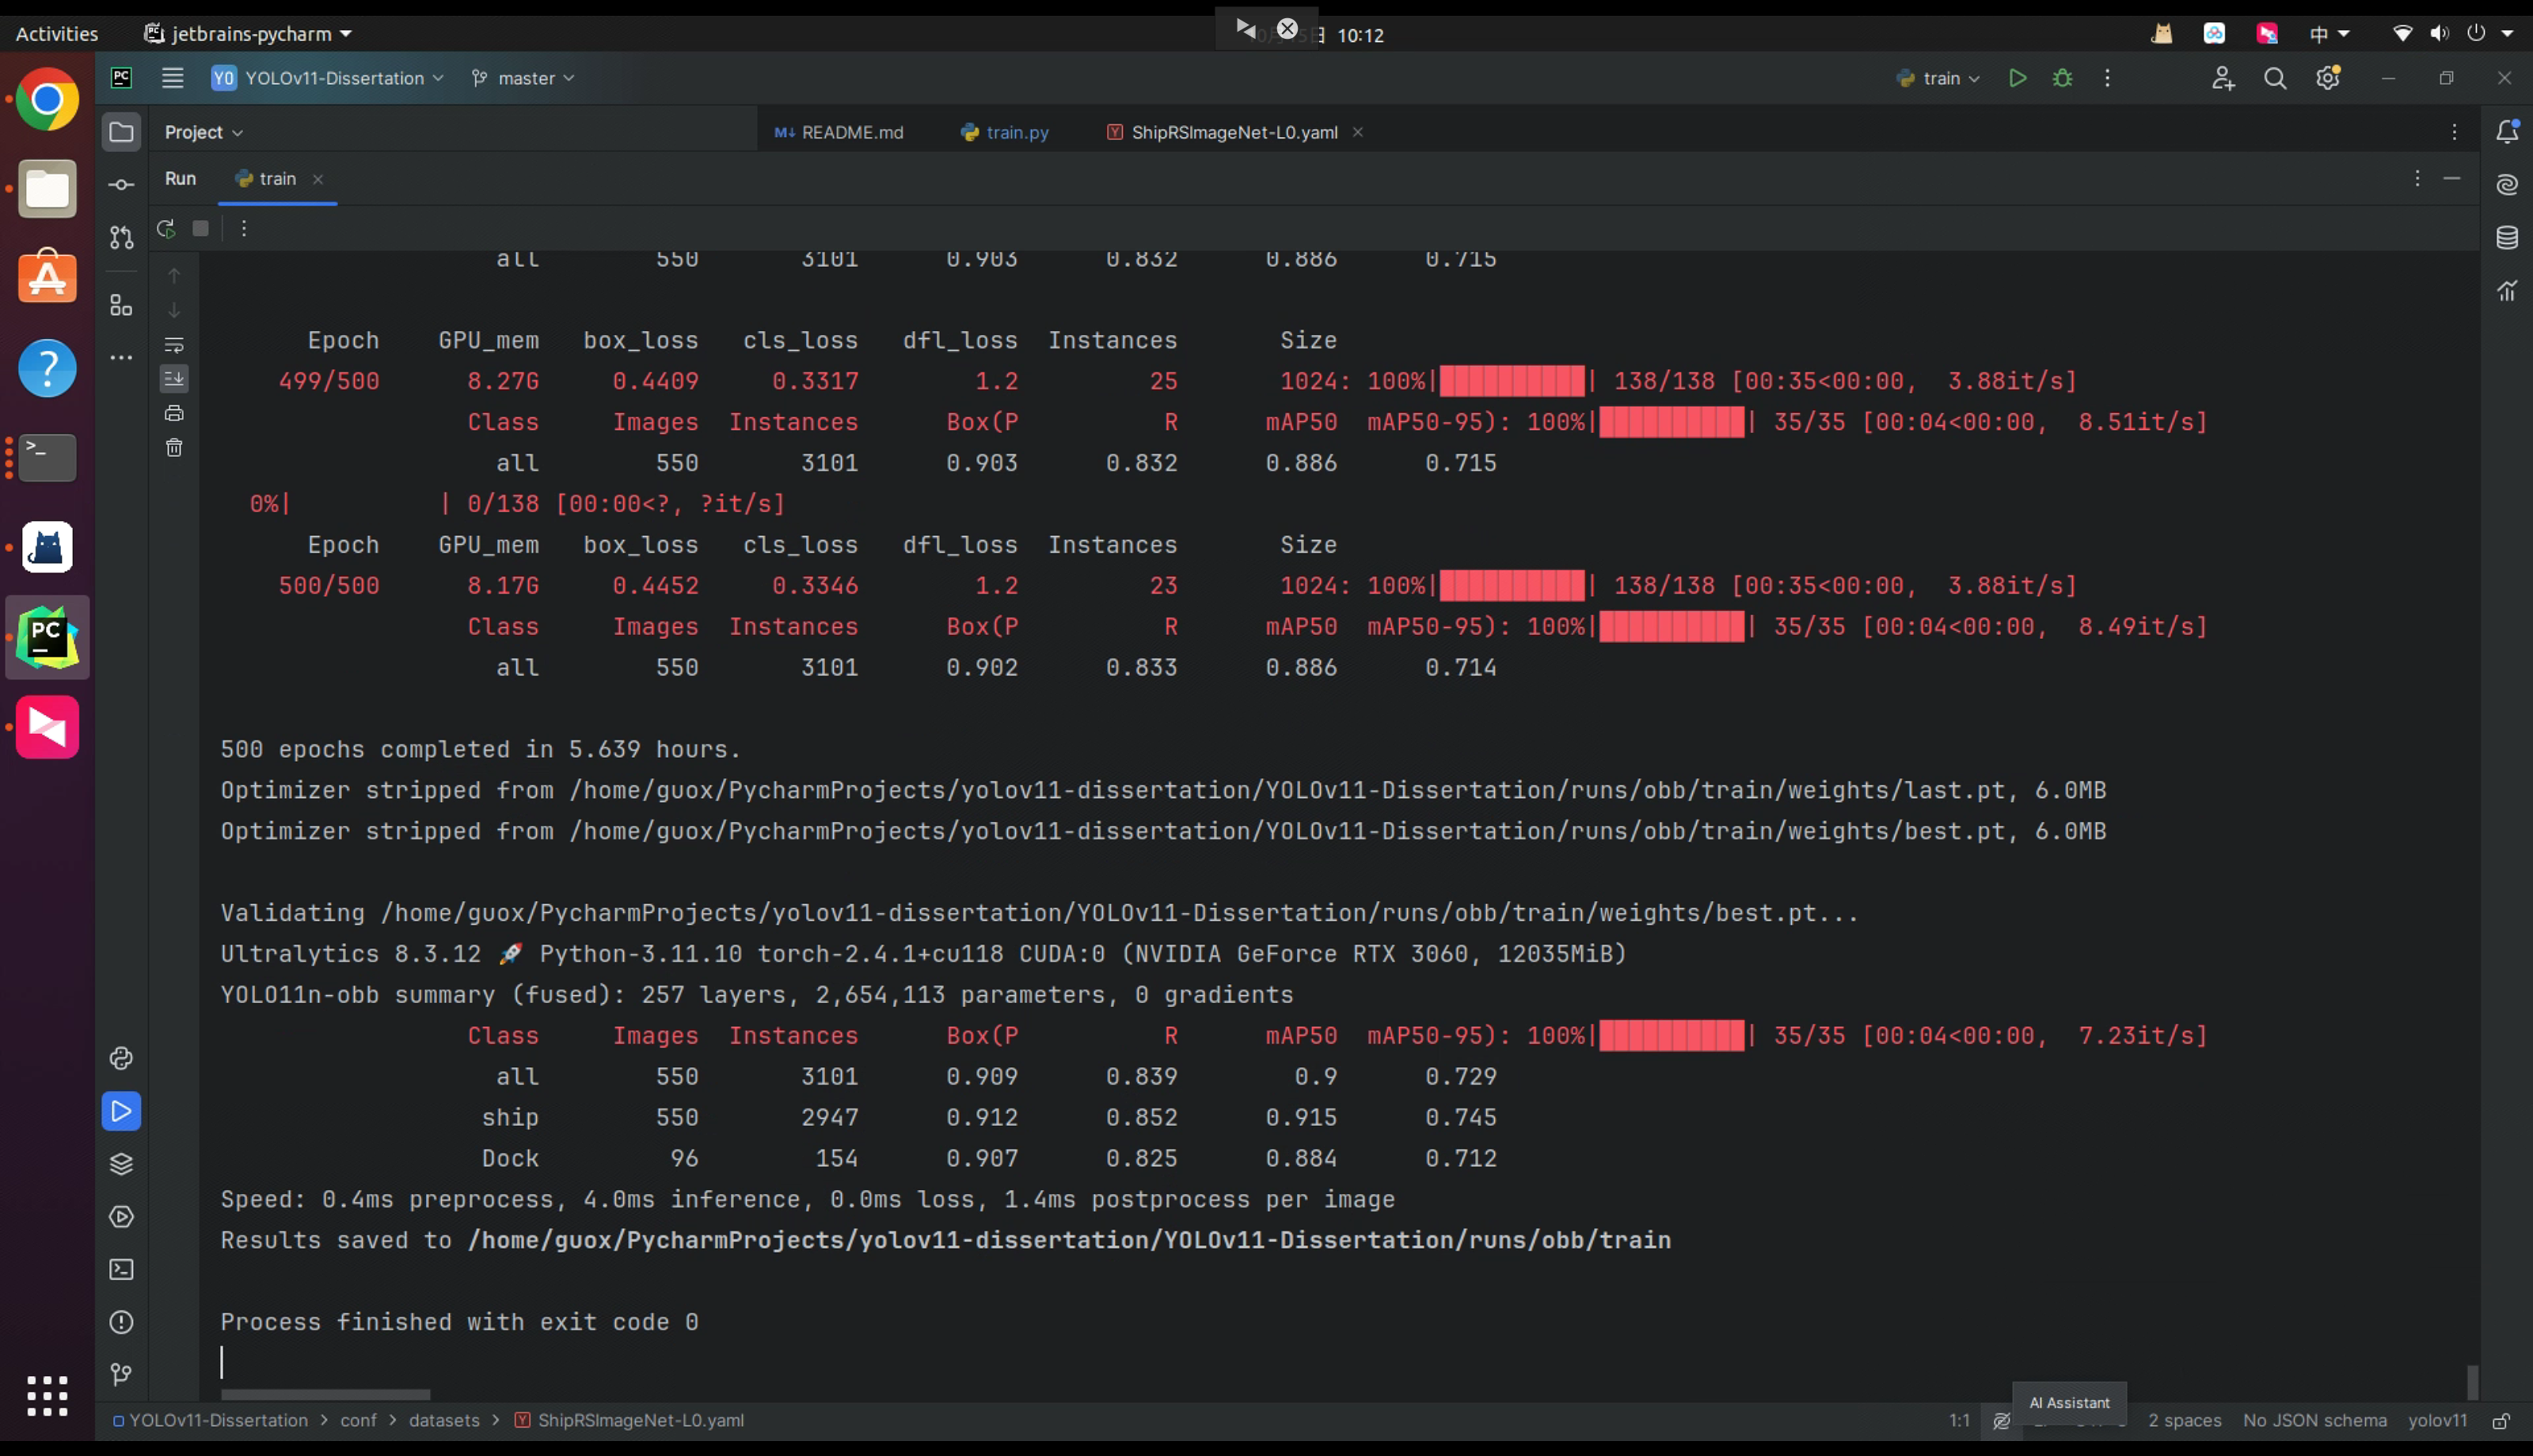 Activities jetbrains-pycharm 10:12 中
PC YO YOLOv11-Dissertation master train
Project M↓ README.md train.py Y ShipRSImageNet-L0.yaml
Run train
all 550 3101 0.903 0.832 0.886 0.715
Epoch GPU_mem box_loss cls_loss dfl_loss Instances Size
499/500 8.27G 0.4409 0.3317 1.2 25 1024: 100%|██████████| 138/138 [00:35<00:00, 3.88it/s]
Class Images Instances Box(P R mAP50 mAP50-95): 100%|██████████| 35/35 [00:04<00:00, 8.51it/s]
all 550 3101 0.903 0.832 0.886 0.715
0%| | 0/138 [00:00<?, ?it/s]
Epoch GPU_mem box_loss cls_loss dfl_loss Instances Size
500/500 8.17G 0.4452 0.3346 1.2 23 1024: 100%|██████████| 138/138 [00:35<00:00, 3.88it/s]
Class Images Instances Box(P R mAP50 mAP50-95): 100%|██████████| 35/35 [00:04<00:00, 8.49it/s]
all 550 3101 0.902 0.833 0.886 0.714
500 epochs completed in 5.639 hours.
Optimizer stripped from /home/guox/PycharmProjects/yolov11-dissertation/YOLOv11-Dissertation/runs/obb/train/weights/last.pt, 6.0MB
Optimizer stripped from /home/guox/PycharmProjects/yolov11-dissertation/YOLOv11-Dissertation/runs/obb/train/weights/best.pt, 6.0MB
Validating /home/guox/PycharmProjects/yolov11-dissertation/YOLOv11-Dissertation/runs/obb/train/weights/best.pt...
Ultralytics 8.3.12 🚀 Python-3.11.10 torch-2.4.1+cu118 CUDA:0 (NVIDIA GeForce RTX 3060, 12035MiB)
YOLO11n-obb summary (fused): 257 layers, 2,654,113 parameters, 0 gradients
Class Images Instances Box(P R mAP50 mAP50-95): 100%|██████████| 35/35 [00:04<00:00, 7.23it/s]
all 550 3101 0.909 0.839 0.9 0.729
ship 550 2947 0.912 0.852 0.915 0.745
Dock 96 154 0.907 0.825 0.884 0.712
Speed: 0.4ms preprocess, 4.0ms inference, 0.0ms loss, 1.4ms postprocess per image
Results saved to /home/guox/PycharmProjects/yolov11-dissertation/YOLOv11-Dissertation/runs/obb/train
Process finished with exit code 0
AI Assistant
YOLOv11-Dissertation > conf > datasets > Y ShipRSImageNet-L0.yaml 1:1 2 spaces No JSON schema yolov11